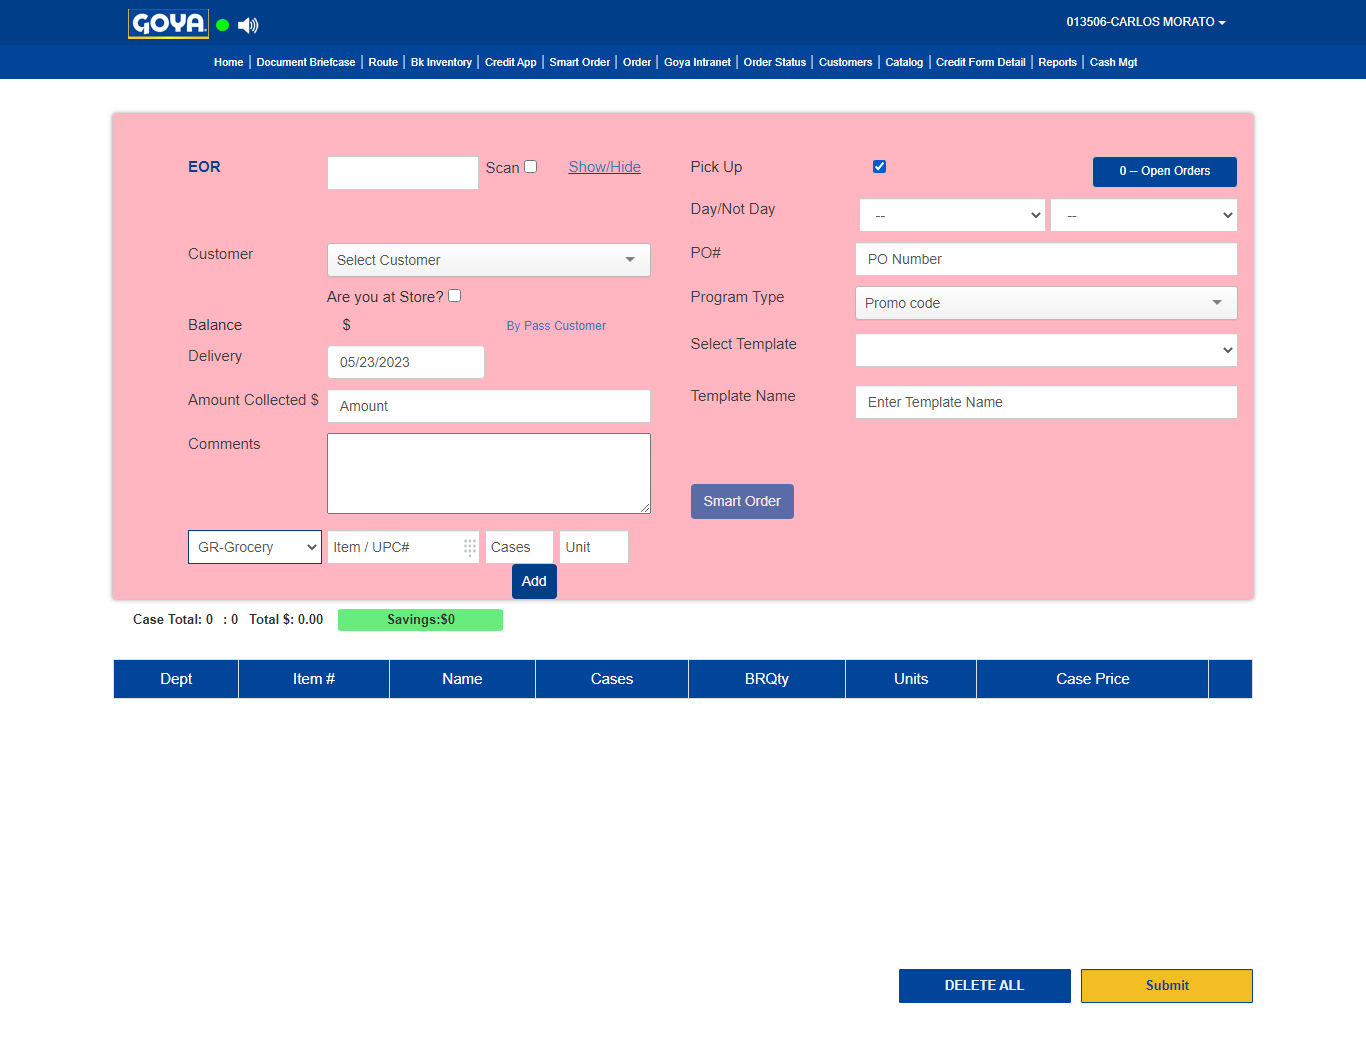 GOYA
013506-CARLOS MORATO
Home | Document Briefcase | Route | Bk Inventory | Credit App | Smart Order | Order | Goya Intranet | Order Status | Customers | Catalog | Credit Form Detail | Reports | Cash Mgt
EOR
Scan
Show/Hide
Pick Up
0 -- Open Orders
Day/Not Day
--
--
Customer
Select Customer
PO#
PO Number
Are you at Store?
Program Type
Promo code
Balance
$
By Pass Customer
Select Template
Delivery
05/23/2023
Amount Collected $
Amount
Template Name
Enter Template Name
Comments
Smart Order
GR-Grocery
Item / UPC#
Cases
Unit
Add
Case Total: 0 : 0 Total $: 0.00
Savings:$0
Dept Item # Name Cases BRQty Units Case Price
DELETE ALL
Submit